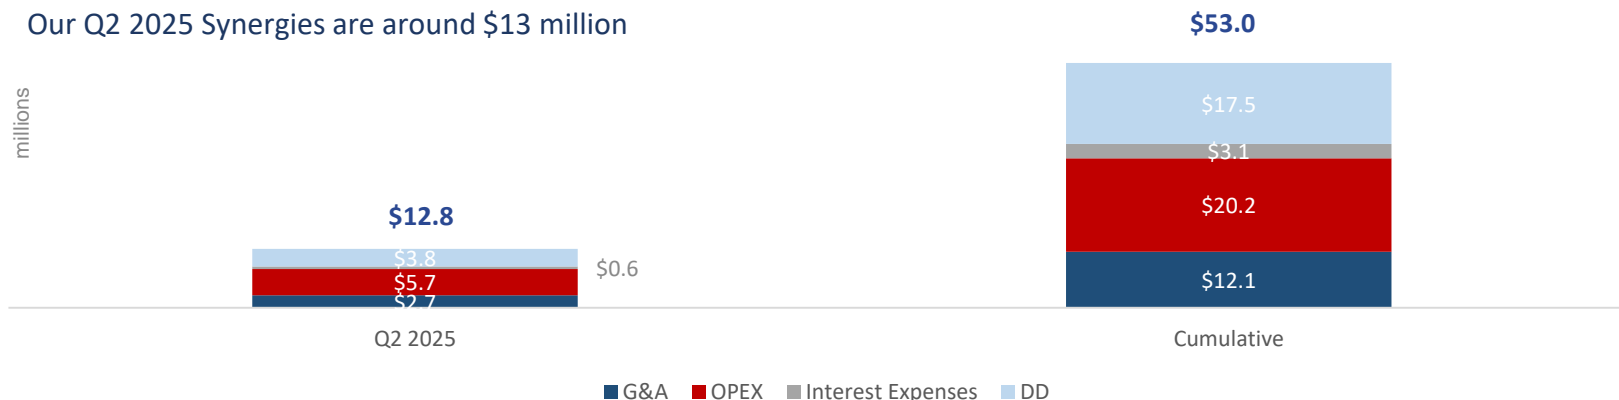 Our Q2 2025 Synergies are around $13 million
$53.0
millions
$17.5
$3.1
$12.8
$20.2
$3.8
$0.6
$5.7
$12.1
$2.7
Q2 2025
Cumulative
G&A OPEX Interest Expenses DD